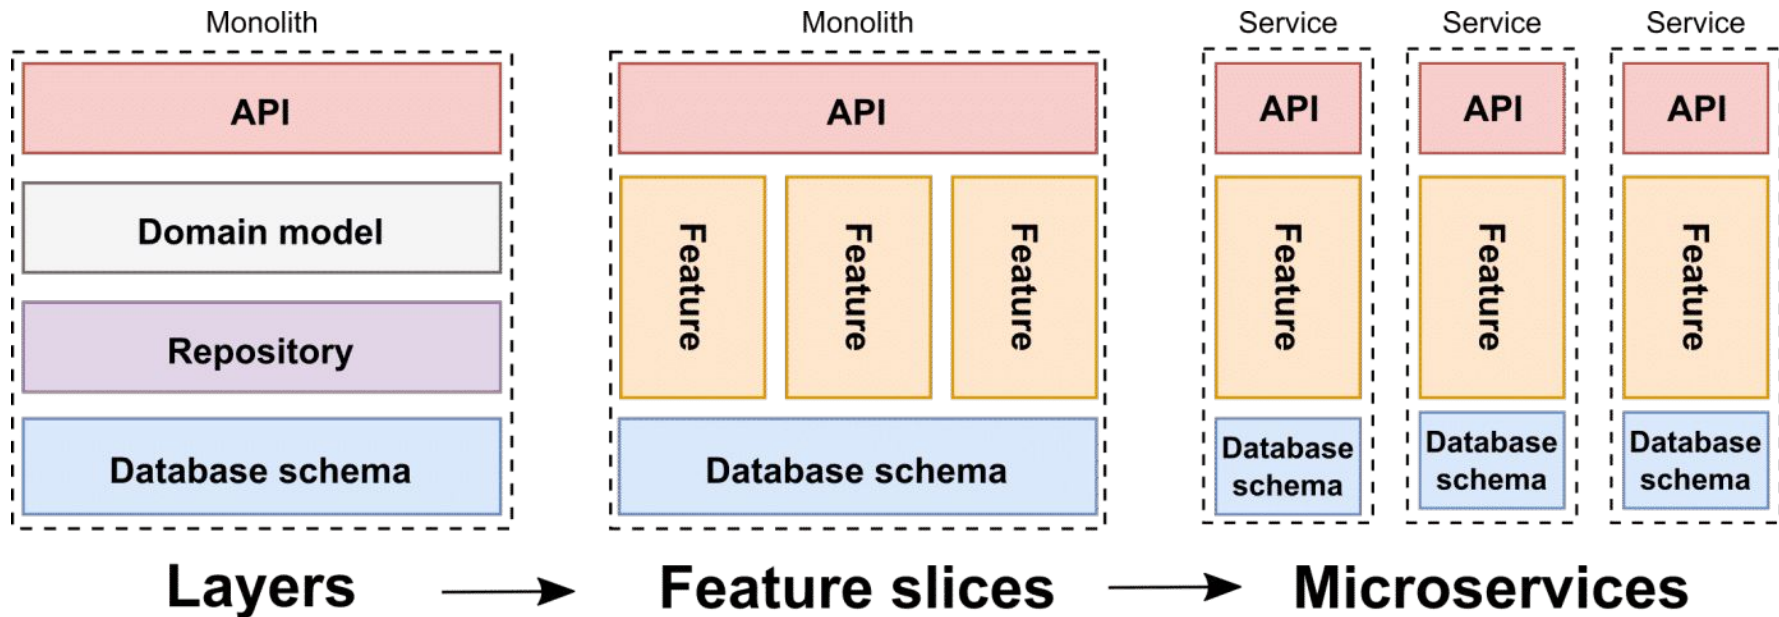 Monolith
API
Domain model
Repository
Database schema
Monolith
API
Feature
Feature
Feature
Database schema
Service
API
Feature
Database
schema
Service
API
Feature
Database
schema
Service
API
Feature
Database
schema
Layers
Feature slices
Microservices